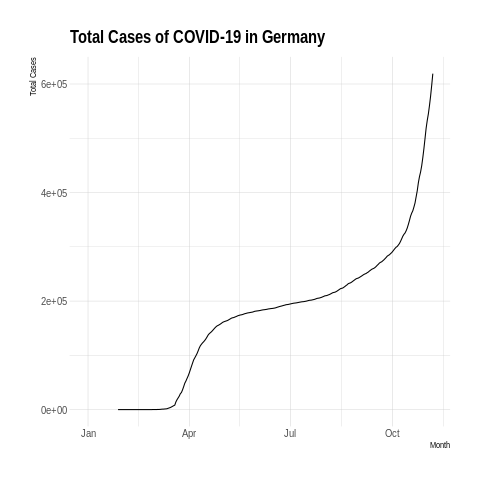 Total Cases of COVID-19 in Germany
Total Cases
6e+05
4e+05
2e+05
0e+00
Jan Apr Jul Oct
Month